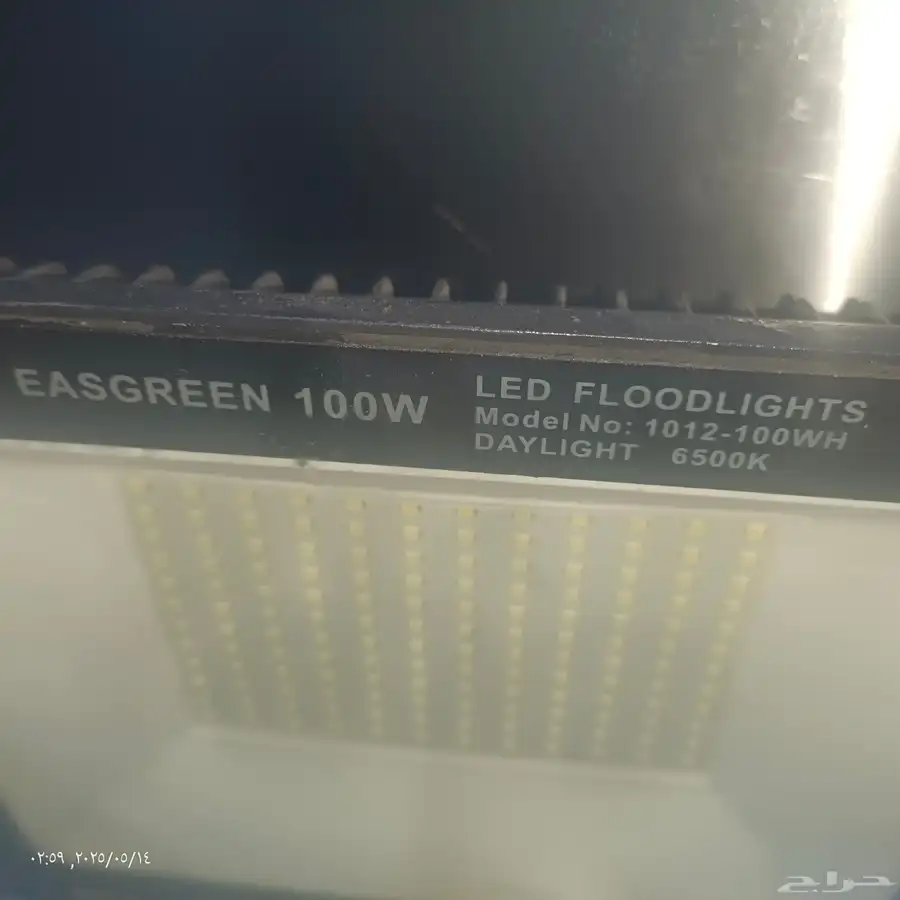 EASGREEN 100W
LED FLOODLIGHTS
Model No: 1012-100WH
DAYLIGHT 6500K
٠٢:٥٩ ,٢٠٢٥/٠٥/١٤
حراج